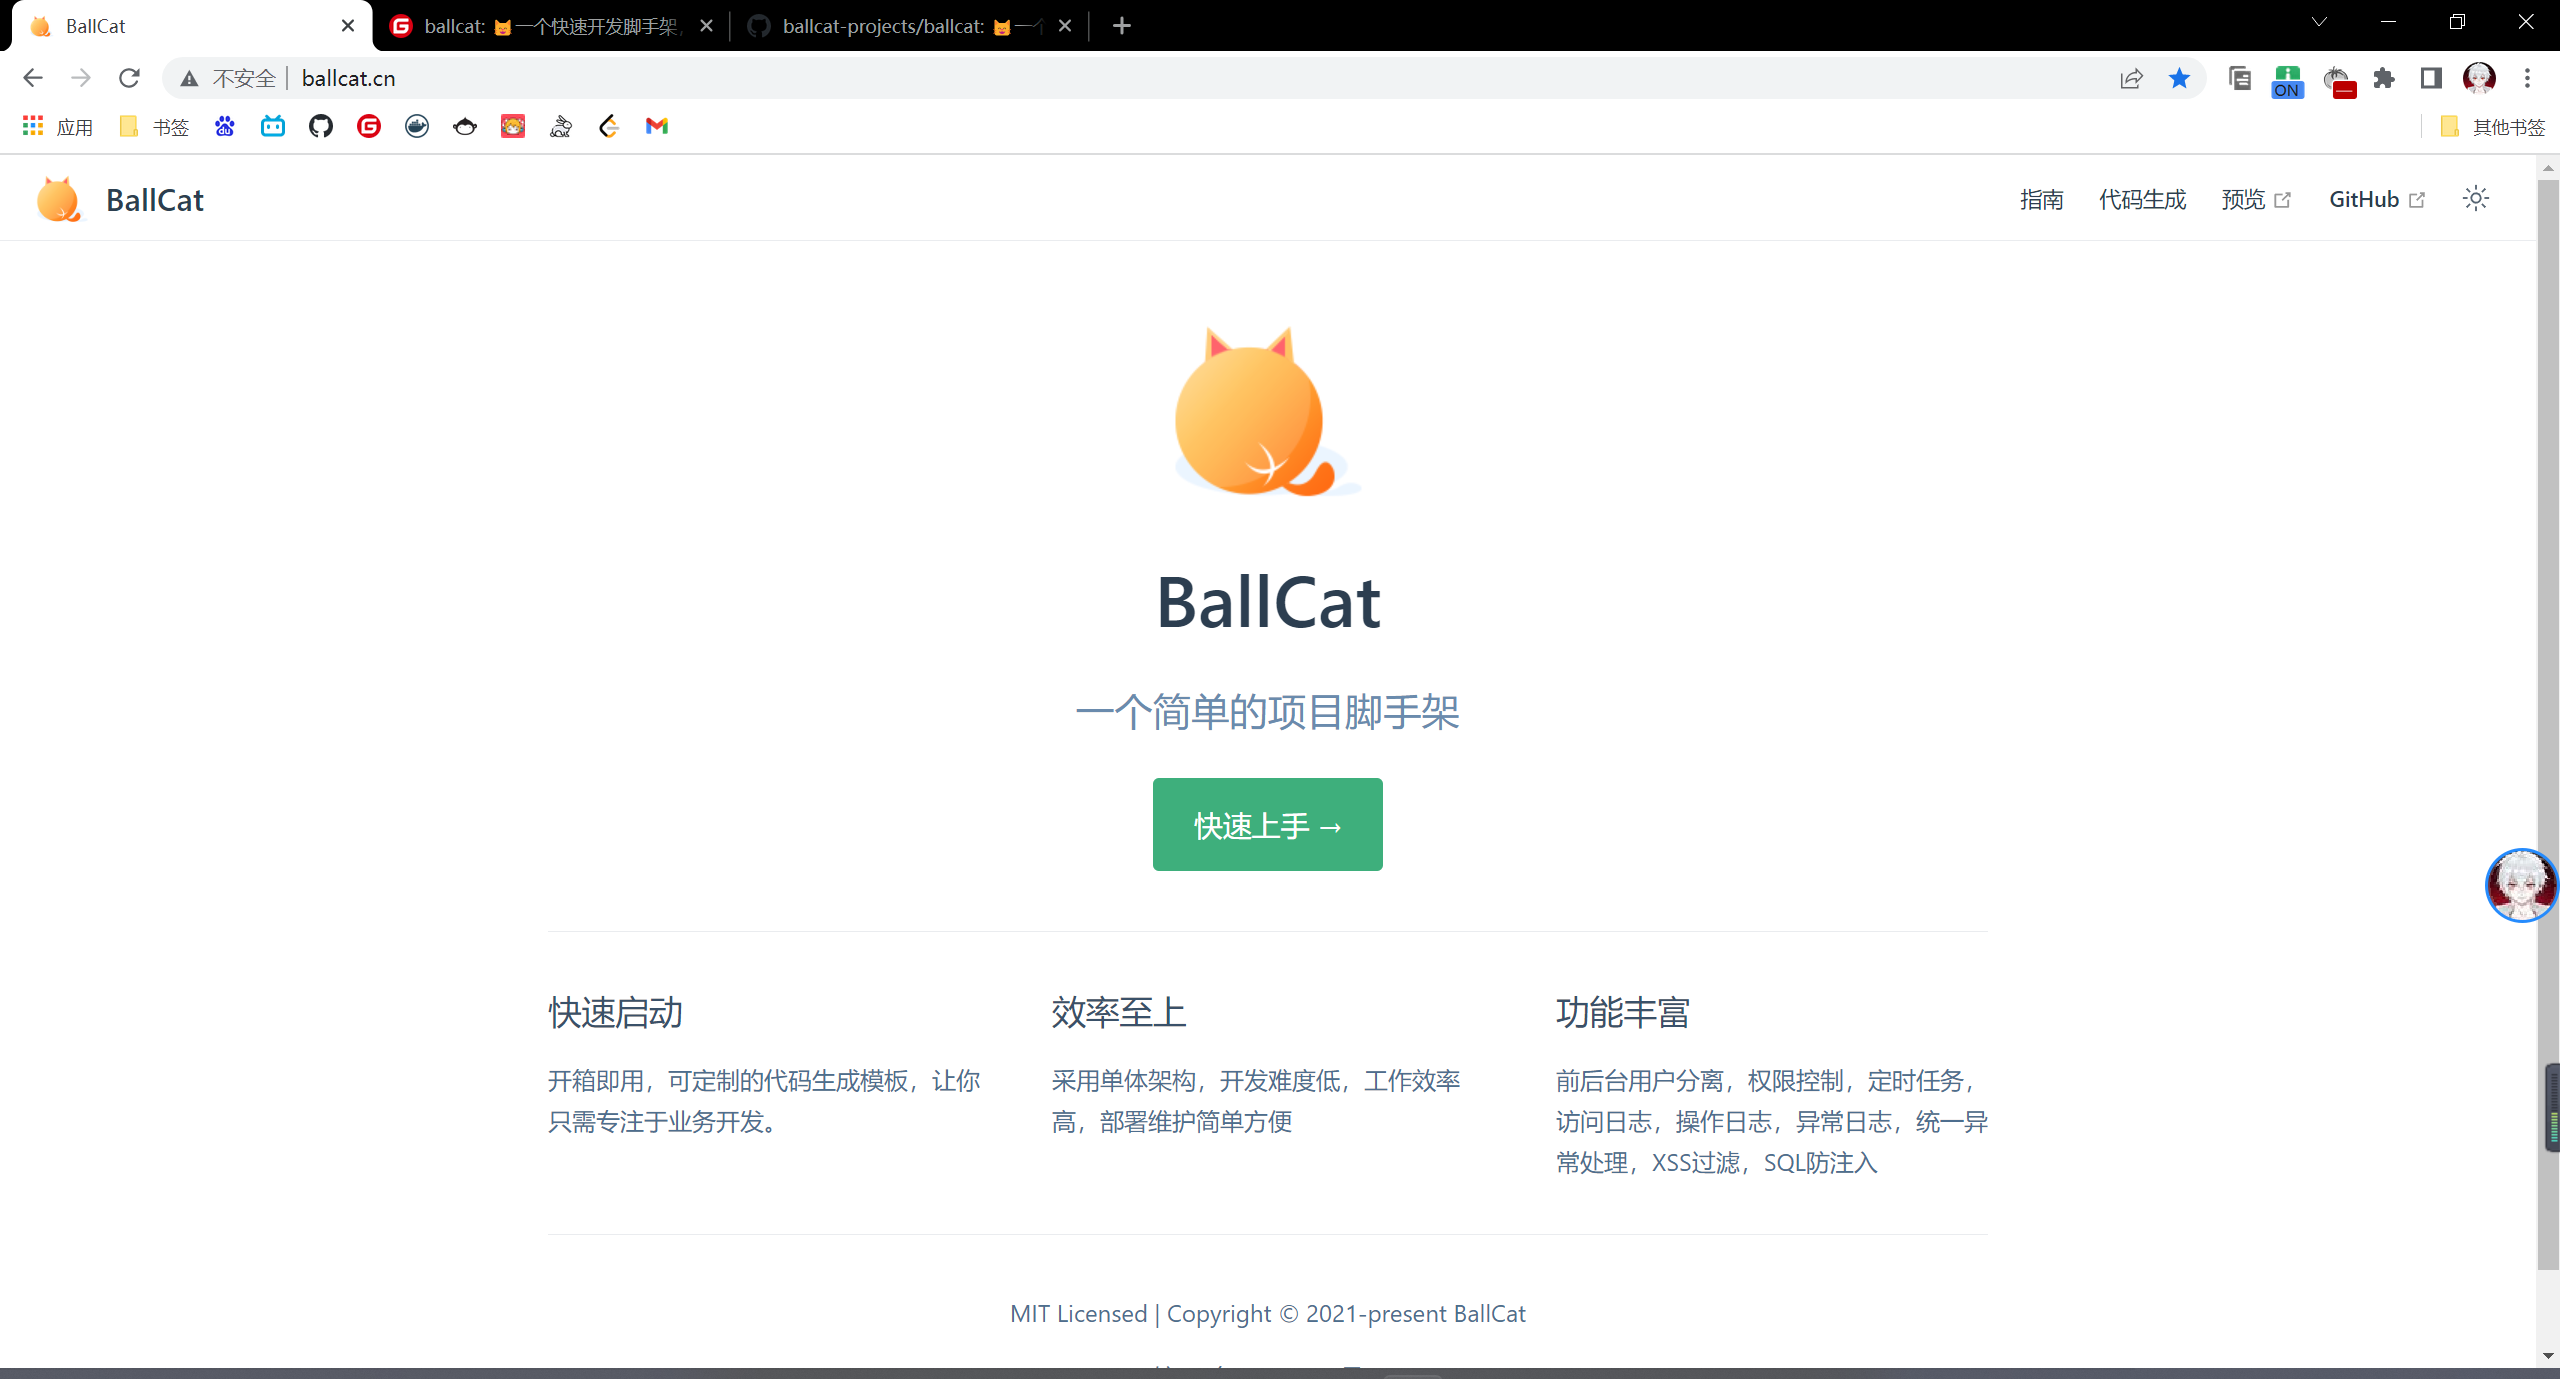 BallCat
ballcat: 一个快速开发脚手架,
ballcat-projects/ballcat: 一个
不安全 ballcat.cn
ON
应用 书签 其他书签
BallCat
指南 代码生成 预览 GitHub
BallCat
一个简单的项目脚手架
快速上手 →
快速启动
开箱即用，可定制的代码生成模板，让你
只需专注于业务开发。
效率至上
采用单体架构，开发难度低，工作效率
高，部署维护简单方便
功能丰富
前后台用户分离，权限控制，定时任务，
访问日志，操作日志，异常日志，统一异
常处理，XSS过滤，SQL防注入
MIT Licensed | Copyright © 2021-present BallCat